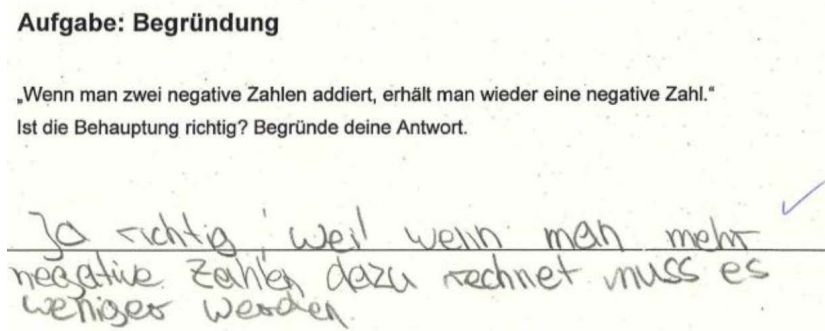 Aufgabe: Begründung
„Wenn man zwei negative Zahlen addiert, erhält man wieder eine negative Zahl.“
Ist die Behauptung richtig? Begründe deine Antwort.
Ja richtig, weil wenn man mehr
negative Zahlen dazu rechnet muss es
weniger werden.